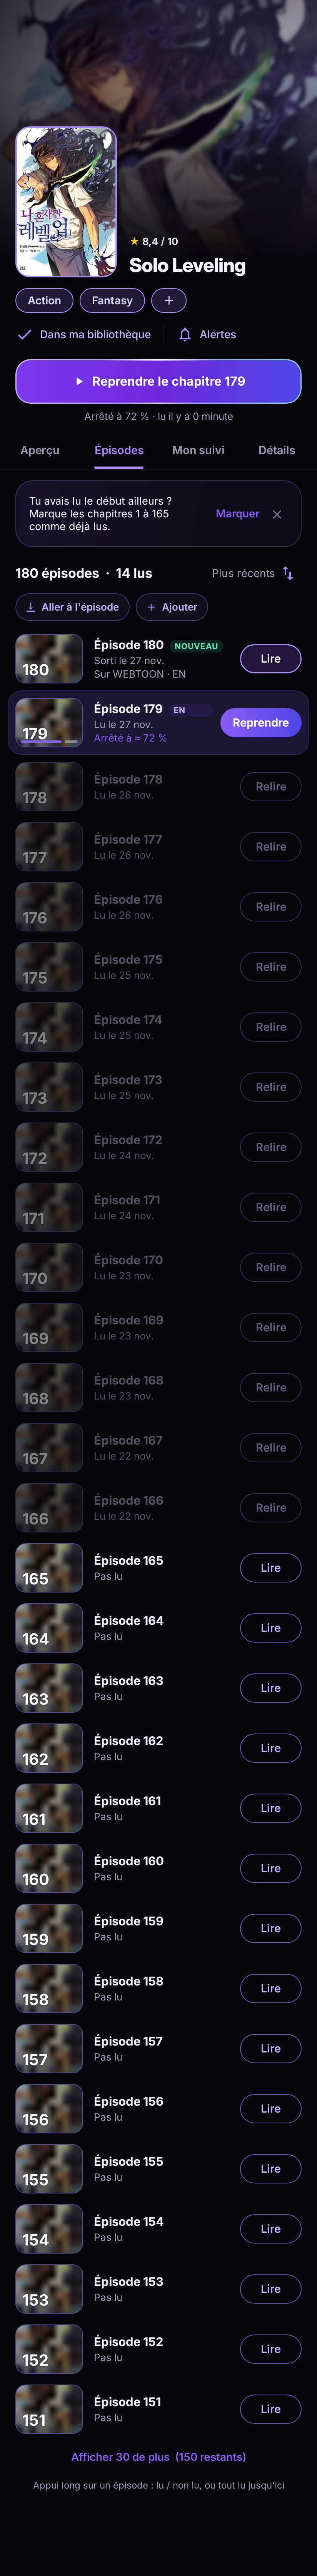 나 혼자만
레벨업
★ 8,4 / 10
Solo Leveling
Action
Fantasy
+
Dans ma bibliothèque
Alertes
Reprendre le chapitre 179
Arrêté à 72 % · lu il y a 0 minute
Aperçu
Épisodes
Mon suivi
Détails
Tu avais lu le début ailleurs ?
Marque les chapitres 1 à 165
comme déjà lus.
Marquer
180 épisodes · 14 lus
Plus récents
Aller à l'épisode
+ Ajouter
180
Épisode 180 NOUVEAU
Sorti le 27 nov.
Sur WEBTOON · EN
Lire
179
Épisode 179 EN
Lu le 27 nov.
Arrêté à ≈ 72 %
Reprendre
178
Épisode 178
Lu le 26 nov.
Relire
177
Épisode 177
Lu le 26 nov.
Relire
176
Épisode 176
Lu le 26 nov.
Relire
175
Épisode 175
Lu le 25 nov.
Relire
174
Épisode 174
Lu le 25 nov.
Relire
173
Épisode 173
Lu le 25 nov.
Relire
172
Épisode 172
Lu le 24 nov.
Relire
171
Épisode 171
Lu le 24 nov.
Relire
170
Épisode 170
Lu le 23 nov.
Relire
169
Épisode 169
Lu le 23 nov.
Relire
168
Épisode 168
Lu le 23 nov.
Relire
167
Épisode 167
Lu le 22 nov.
Relire
166
Épisode 166
Lu le 22 nov.
Relire
165
Épisode 165
Pas lu
Lire
164
Épisode 164
Pas lu
Lire
163
Épisode 163
Pas lu
Lire
162
Épisode 162
Pas lu
Lire
161
Épisode 161
Pas lu
Lire
160
Épisode 160
Pas lu
Lire
159
Épisode 159
Pas lu
Lire
158
Épisode 158
Pas lu
Lire
157
Épisode 157
Pas lu
Lire
156
Épisode 156
Pas lu
Lire
155
Épisode 155
Pas lu
Lire
154
Épisode 154
Pas lu
Lire
153
Épisode 153
Pas lu
Lire
152
Épisode 152
Pas lu
Lire
151
Épisode 151
Pas lu
Lire
Afficher 30 de plus (150 restants)
Appui long sur un épisode : lu / non lu, ou tout lu jusqu'ici